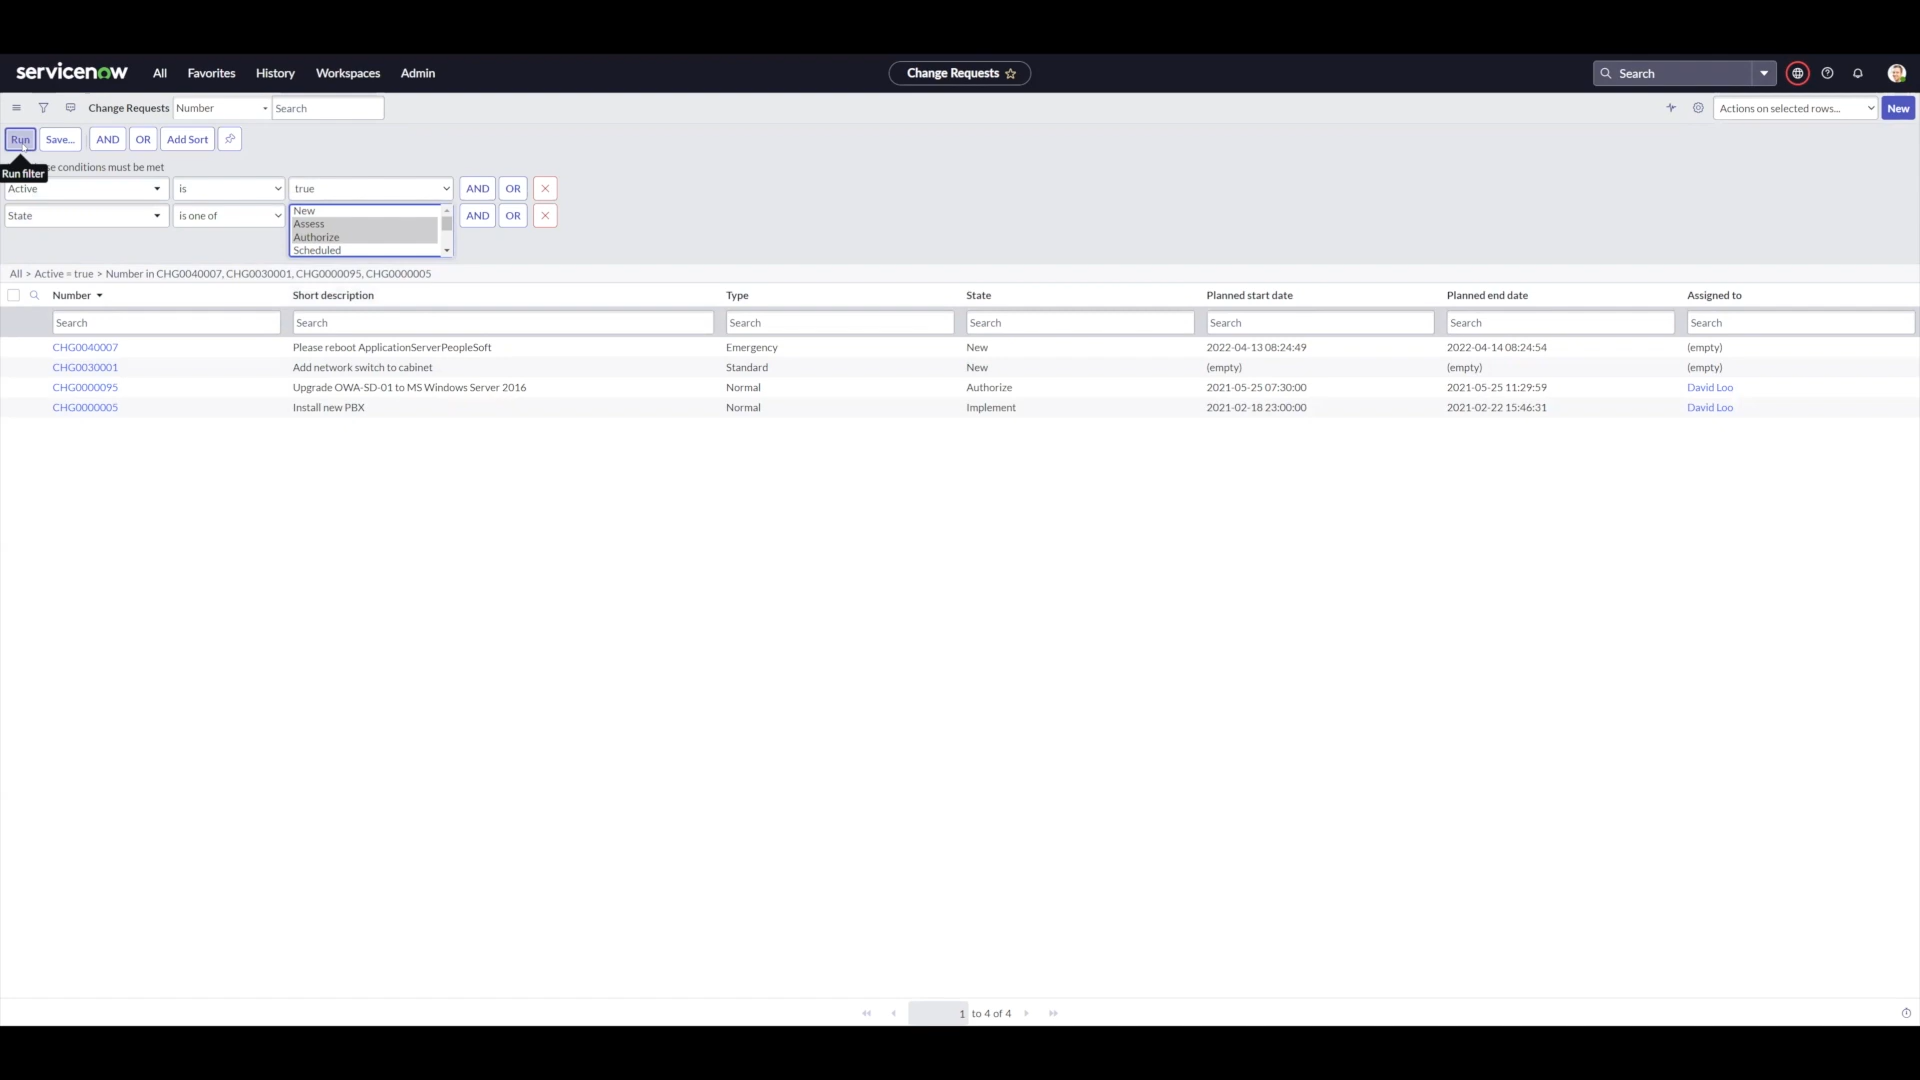 servicenow All Favorites History Workspaces Admin Change Requests Search
Change Requests Number Search Actions on selected rows... New
Run Save... AND OR Add Sort
se conditions must be met
Run filter
Active is true AND OR
State is one of New AND OR
Assess
Authorize
Scheduled
All > Active = true > Number in CHG0040007, CHG0030001, CHG0000095, CHG0000005
Number Short description Type State Planned start date Planned end date Assigned to
Search Search Search Search Search Search Search
CHG0040007 Please reboot ApplicationServerPeopleSoft Emergency New 2022-04-13 08:24:49 2022-04-14 08:24:54 (empty)
CHG0030001 Add network switch to cabinet Standard New (empty) (empty) (empty)
CHG0000095 Upgrade OWA-SD-01 to MS Windows Server 2016 Normal Authorize 2021-05-25 07:30:00 2021-05-25 11:29:59 David Loo
CHG0000005 Install new PBX Normal Implement 2021-02-18 23:00:00 2021-02-22 15:46:31 David Loo
1 to 4 of 4